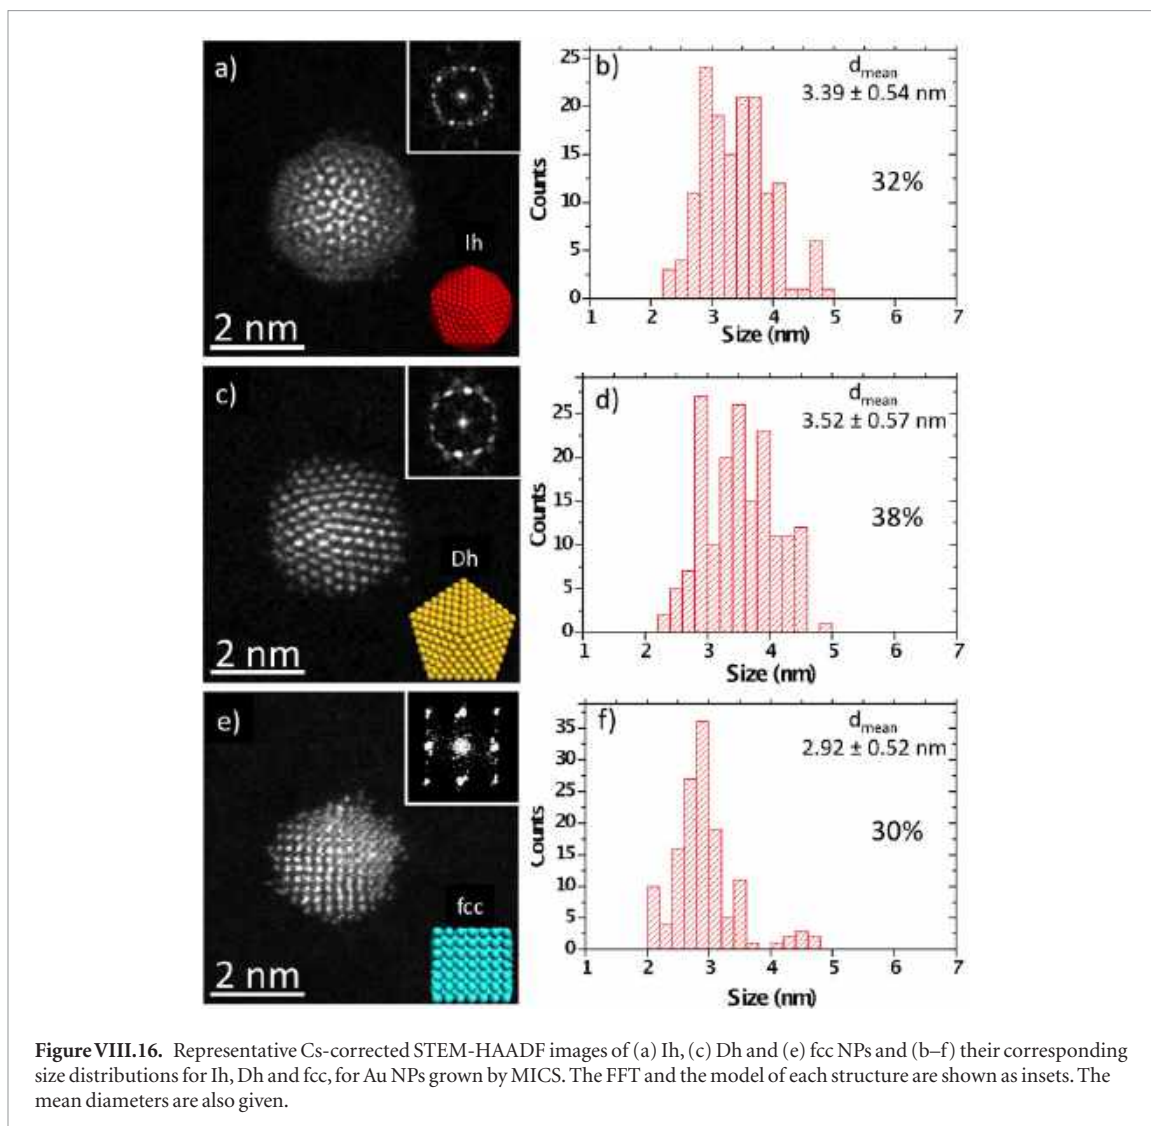 a)
Ih
2 nm
b)
d_mean
3.39 ± 0.54 nm
32%
Counts
25
20
15
10
5
0
1 2 3 4 5 6 7
Size (nm)
c)
Dh
2 nm
d)
d_mean
3.52 ± 0.57 nm
38%
Counts
25
20
15
10
5
0
1 2 3 4 5 6 7
Size (nm)
e)
fcc
2 nm
f)
d_mean
2.92 ± 0.52 nm
30%
Counts
35
30
25
20
15
10
5
0
1 2 3 4 5 6 7
Size (nm)
Figure VIII.16. Representative Cs-corrected STEM-HAADF images of (a) Ih, (c) Dh and (e) fcc NPs and (b–f) their corresponding
size distributions for Ih, Dh and fcc, for Au NPs grown by MICS. The FFT and the model of each structure are shown as insets. The
mean diameters are also given.